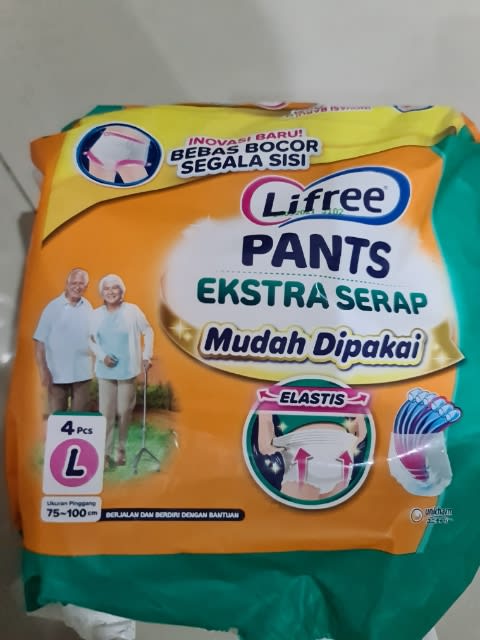 INOVASI BARU!
BEBAS BOCOR
SEGALA SISI
Lifree
PANTS
EKSTRA SERAP
Mudah Dipakai
ELASTIS
4 Pcs
L
Ukuran Pinggang
75~100 cm
BERJALAN DAN BERDIRI DENGAN BANTUAN
unicharm